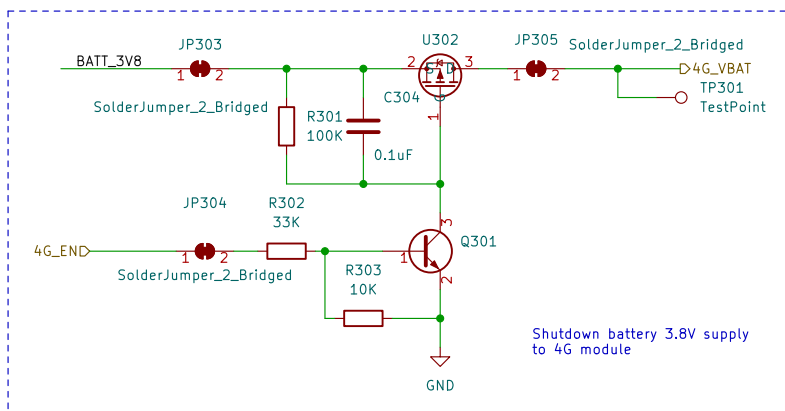 U302
JP303
JP305
SolderJumper_2_Bridged
BATT_3V8
1 2
2
S
D
3
1 2
4G_VBAT
C304
G
TP301
TestPoint
SolderJumper_2_Bridged
R301
100K
1
0.1uF
JP304
R302
33K
3
4G_EN
1 2
1
Q301
SolderJumper_2_Bridged
R303
10K
2
Shutdown battery 3.8V supply
to 4G module
GND